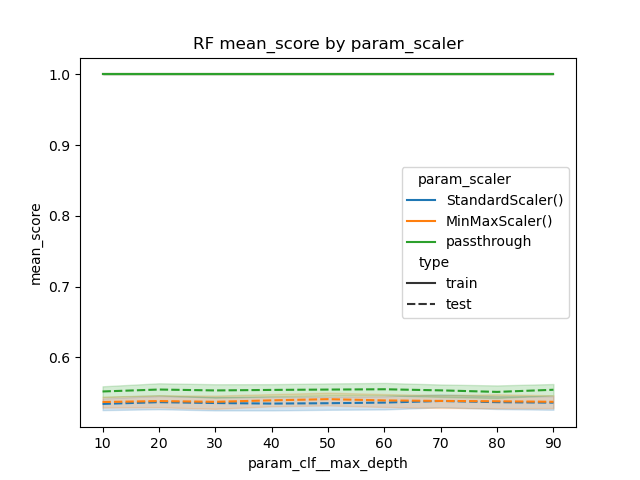 RF mean_score by param_scaler
mean_score
1.0
0.9
0.8
0.7
0.6
param_scaler
StandardScaler()
MinMaxScaler()
passthrough
type
train
test
10 20 30 40 50 60 70 80 90
param_clf__max_depth